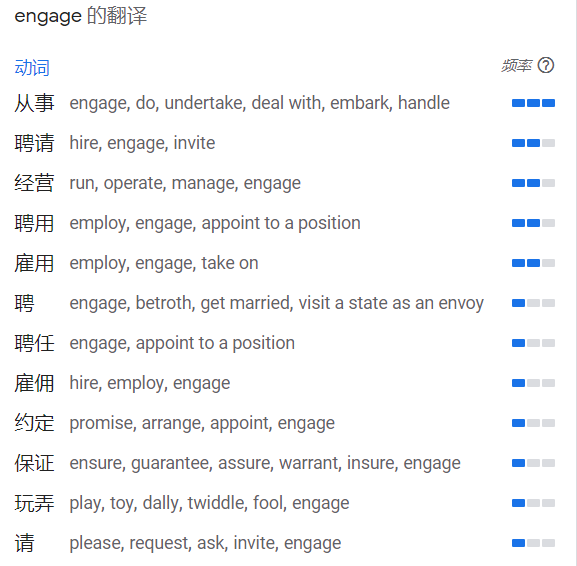 engage 的翻译
动词 频率 ?
从事 engage, do, undertake, deal with, embark, handle
聘请 hire, engage, invite
经营 run, operate, manage, engage
聘用 employ, engage, appoint to a position
雇用 employ, engage, take on
聘 engage, betroth, get married, visit a state as an envoy
聘任 engage, appoint to a position
雇佣 hire, employ, engage
约定 promise, arrange, appoint, engage
保证 ensure, guarantee, assure, warrant, insure, engage
玩弄 play, toy, dally, twiddle, fool, engage
请 please, request, ask, invite, engage